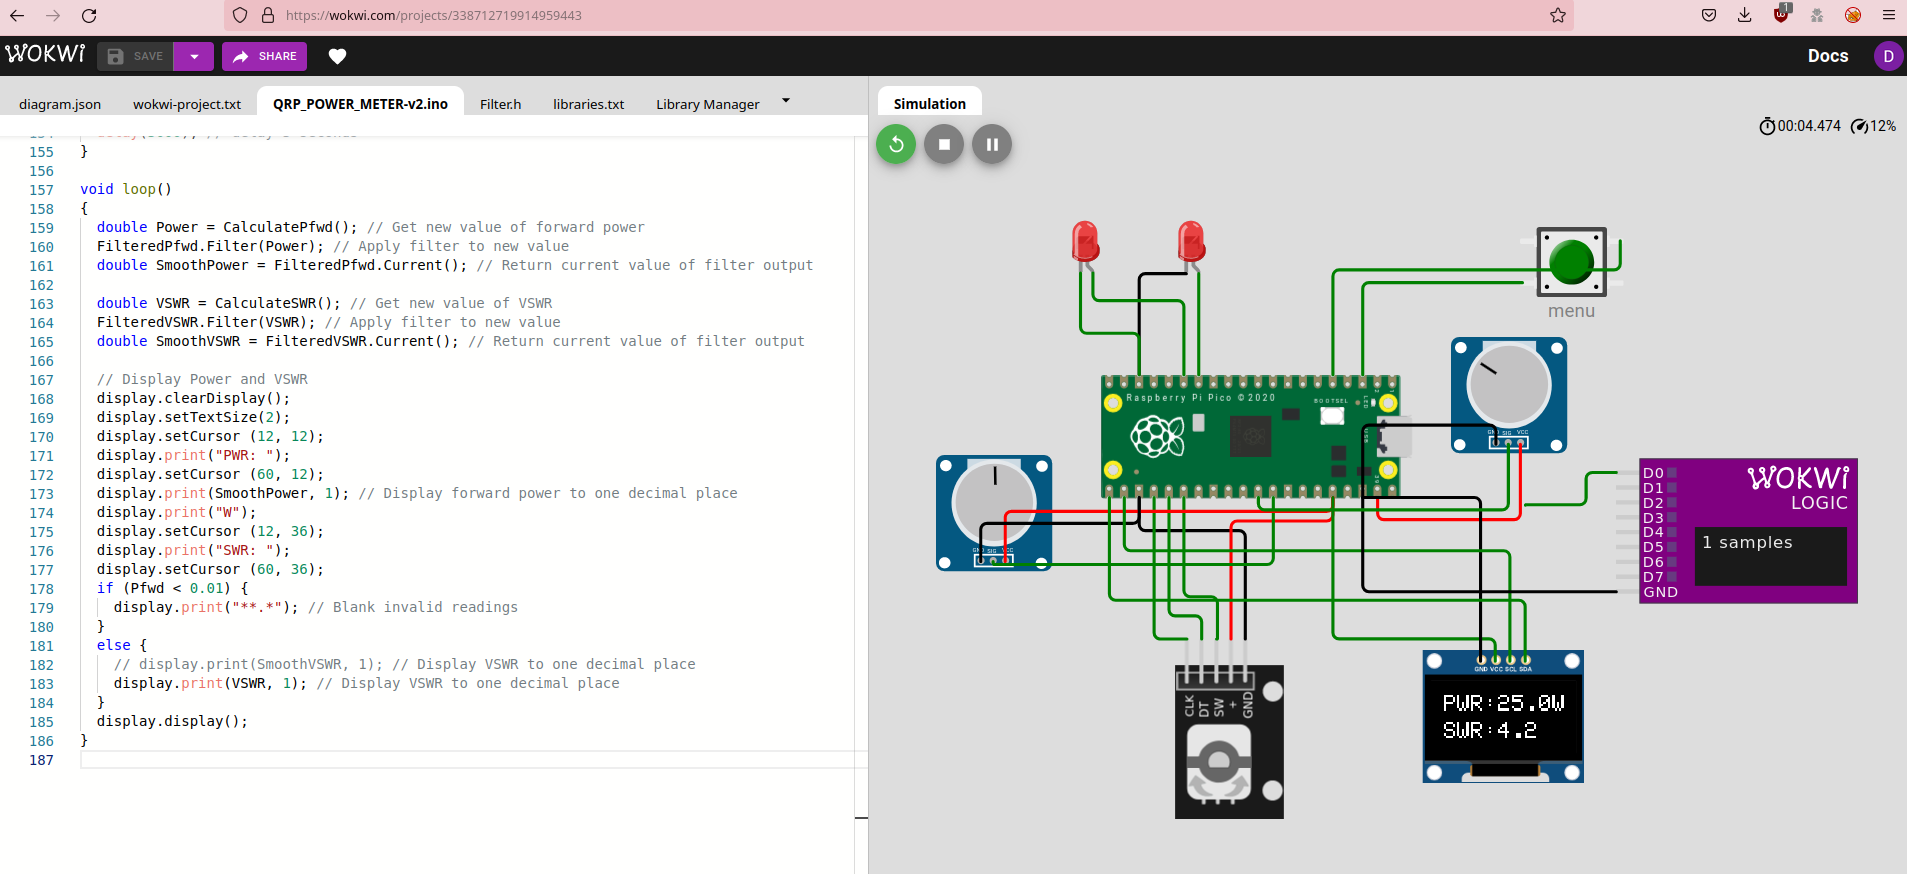 https://wokwi.com/projects/338712719914959443
1
WOKWi
SAVE
SHARE
Docs
D
diagram.json
wokwi-project.txt
QRP_POWER_METER-v2.ino
Filter.h
libraries.txt
Library Manager
155 }
156
157 void loop()
158 {
159 double Power = CalculatePfwd(); // Get new value of forward power
160 FilteredPfwd.Filter(Power); // Apply filter to new value
161 double SmoothPower = FilteredPfwd.Current(); // Return current value of filter output
162
163 double VSWR = CalculateSWR(); // Get new value of VSWR
164 FilteredVSWR.Filter(VSWR); // Apply filter to new value
165 double SmoothVSWR = FilteredVSWR.Current(); // Return current value of filter output
166
167 // Display Power and VSWR
168 display.clearDisplay();
169 display.setTextSize(2);
170 display.setCursor (12, 12);
171 display.print("PWR: ");
172 display.setCursor (60, 12);
173 display.print(SmoothPower, 1); // Display forward power to one decimal place
174 display.print("W");
175 display.setCursor (12, 36);
176 display.print("SWR: ");
177 display.setCursor (60, 36);
178 if (Pfwd < 0.01) {
179 display.print("**.*"); // Blank invalid readings
180 }
181 else {
182 // display.print(SmoothVSWR, 1); // Display VSWR to one decimal place
183 display.print(VSWR, 1); // Display VSWR to one decimal place
184 }
185 display.display();
186 }
187
Simulation
00:04.474
12%
menu
Raspberry Pi Pico © 2020
BOOTSEL
LED
USB
GND SIG VCC
GND SIG VCC
D0
D1
D2
D3
D4
D5
D6
D7
GND
WOKWi
LOGIC
1 samples
CLK
DT
SW
+
GND
GND VCC SCL SDA
PWR:25.0W
SWR:4.2